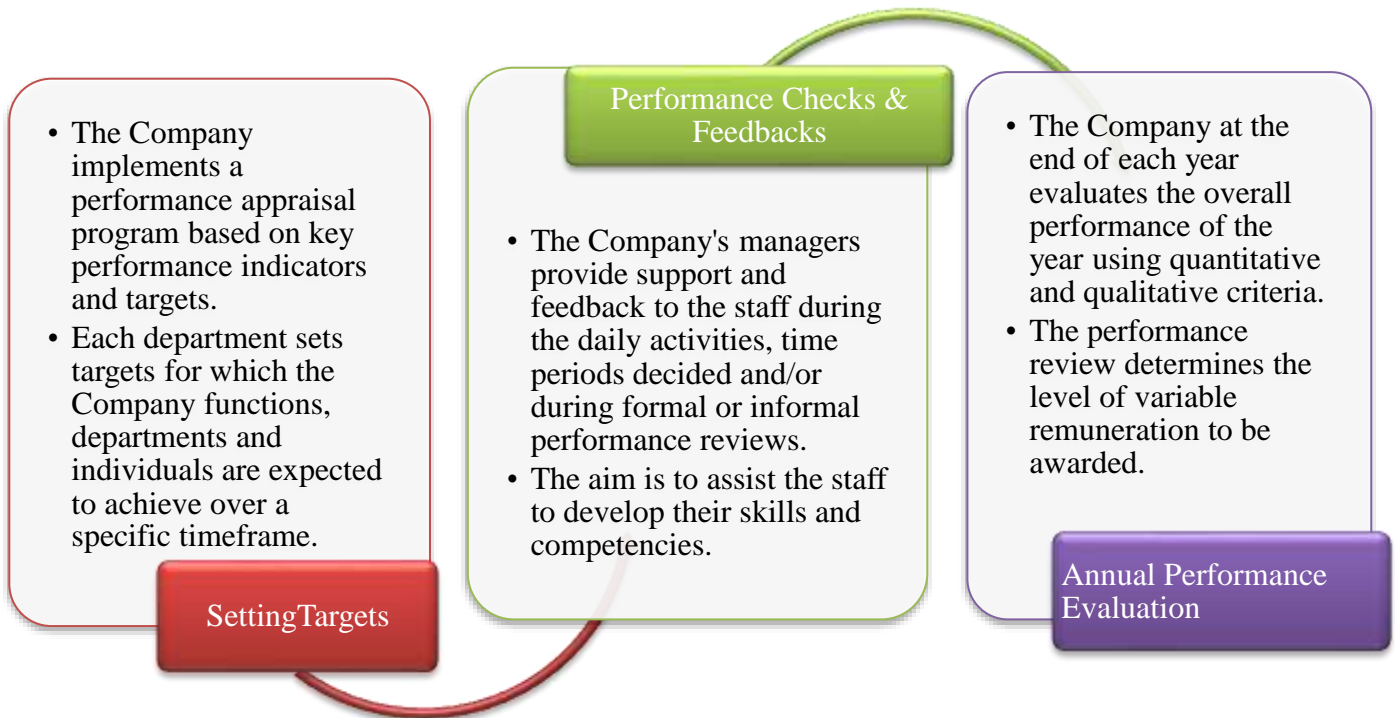 • The Company
implements a
performance appraisal
program based on key
performance indicators
and targets.
• Each department sets
targets for which the
Company functions,
departments and
individuals are expected
to achieve over a
specific timeframe.
SettingTargets
Performance Checks &
Feedbacks
• The Company's managers
provide support and
feedback to the staff during
the daily activities, time
periods decided and/or
during formal or informal
performance reviews.
• The aim is to assist the staff
to develop their skills and
competencies.
• The Company at the
end of each year
evaluates the overall
performance of the
year using quantitative
and qualitative criteria.
• The performance
review determines the
level of variable
remuneration to be
awarded.
Annual Performance
Evaluation